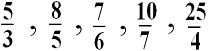 5/3 , 8/5 , 7/6 , 10/7 , 25/4